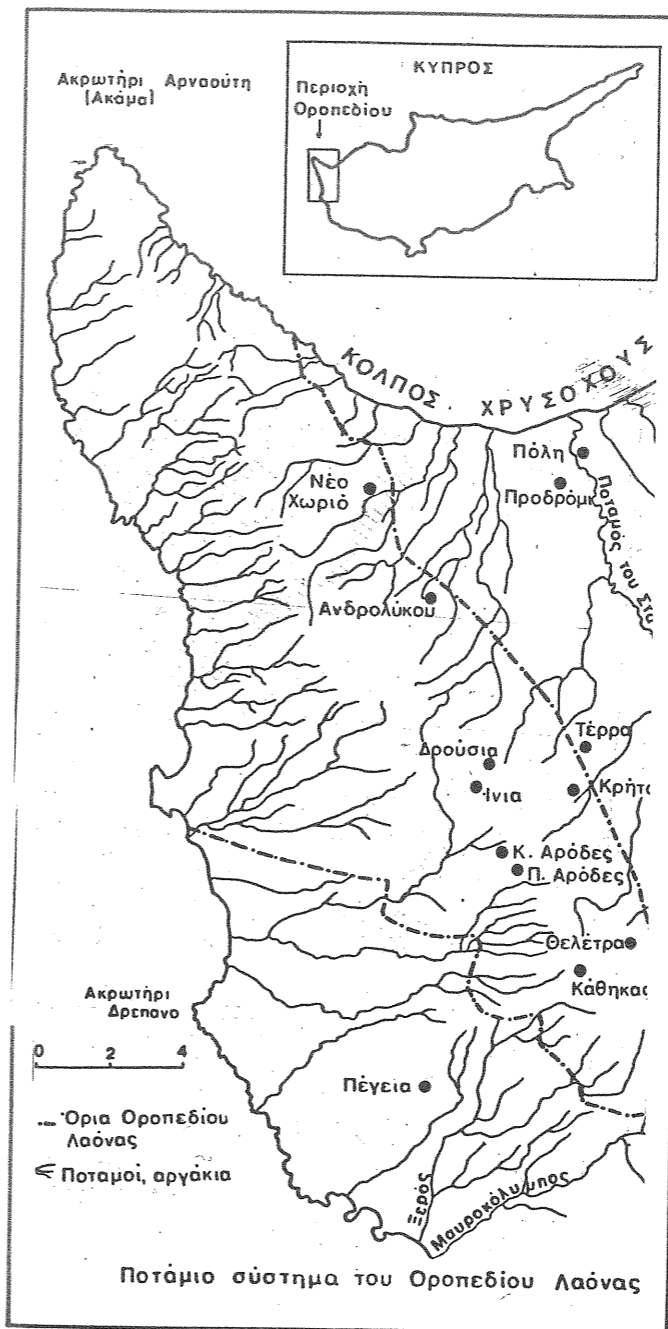 Ακρωτήρι Αρναούτη
(Ακάμα)
ΚΥΠΡΟΣ
Περιοχή
Οροπεδίου
ΚΟΛΠΟΣ ΧΡΥΣΟΧΟΥΣ
Πόλη
Προδρόμι
Νέο
Χωριό
Ποταμός του Στυ
Ανδρολύκου
Τέρρα
Δρούσια
Ίνια
Κρήτο
Κ. Αρόδες
Π. Αρόδες
Θελέτρα
Κάθηκας
Ακρωτήρι
Δρέπανο
0 2 4
Πέγεια
Όρια Οροπεδίου
Λαόνας
Ποταμοί, αργάκια
Ξερός
Μαυροκόλυμπος
Ποτάμιο σύστημα του Οροπεδίου Λαόνας